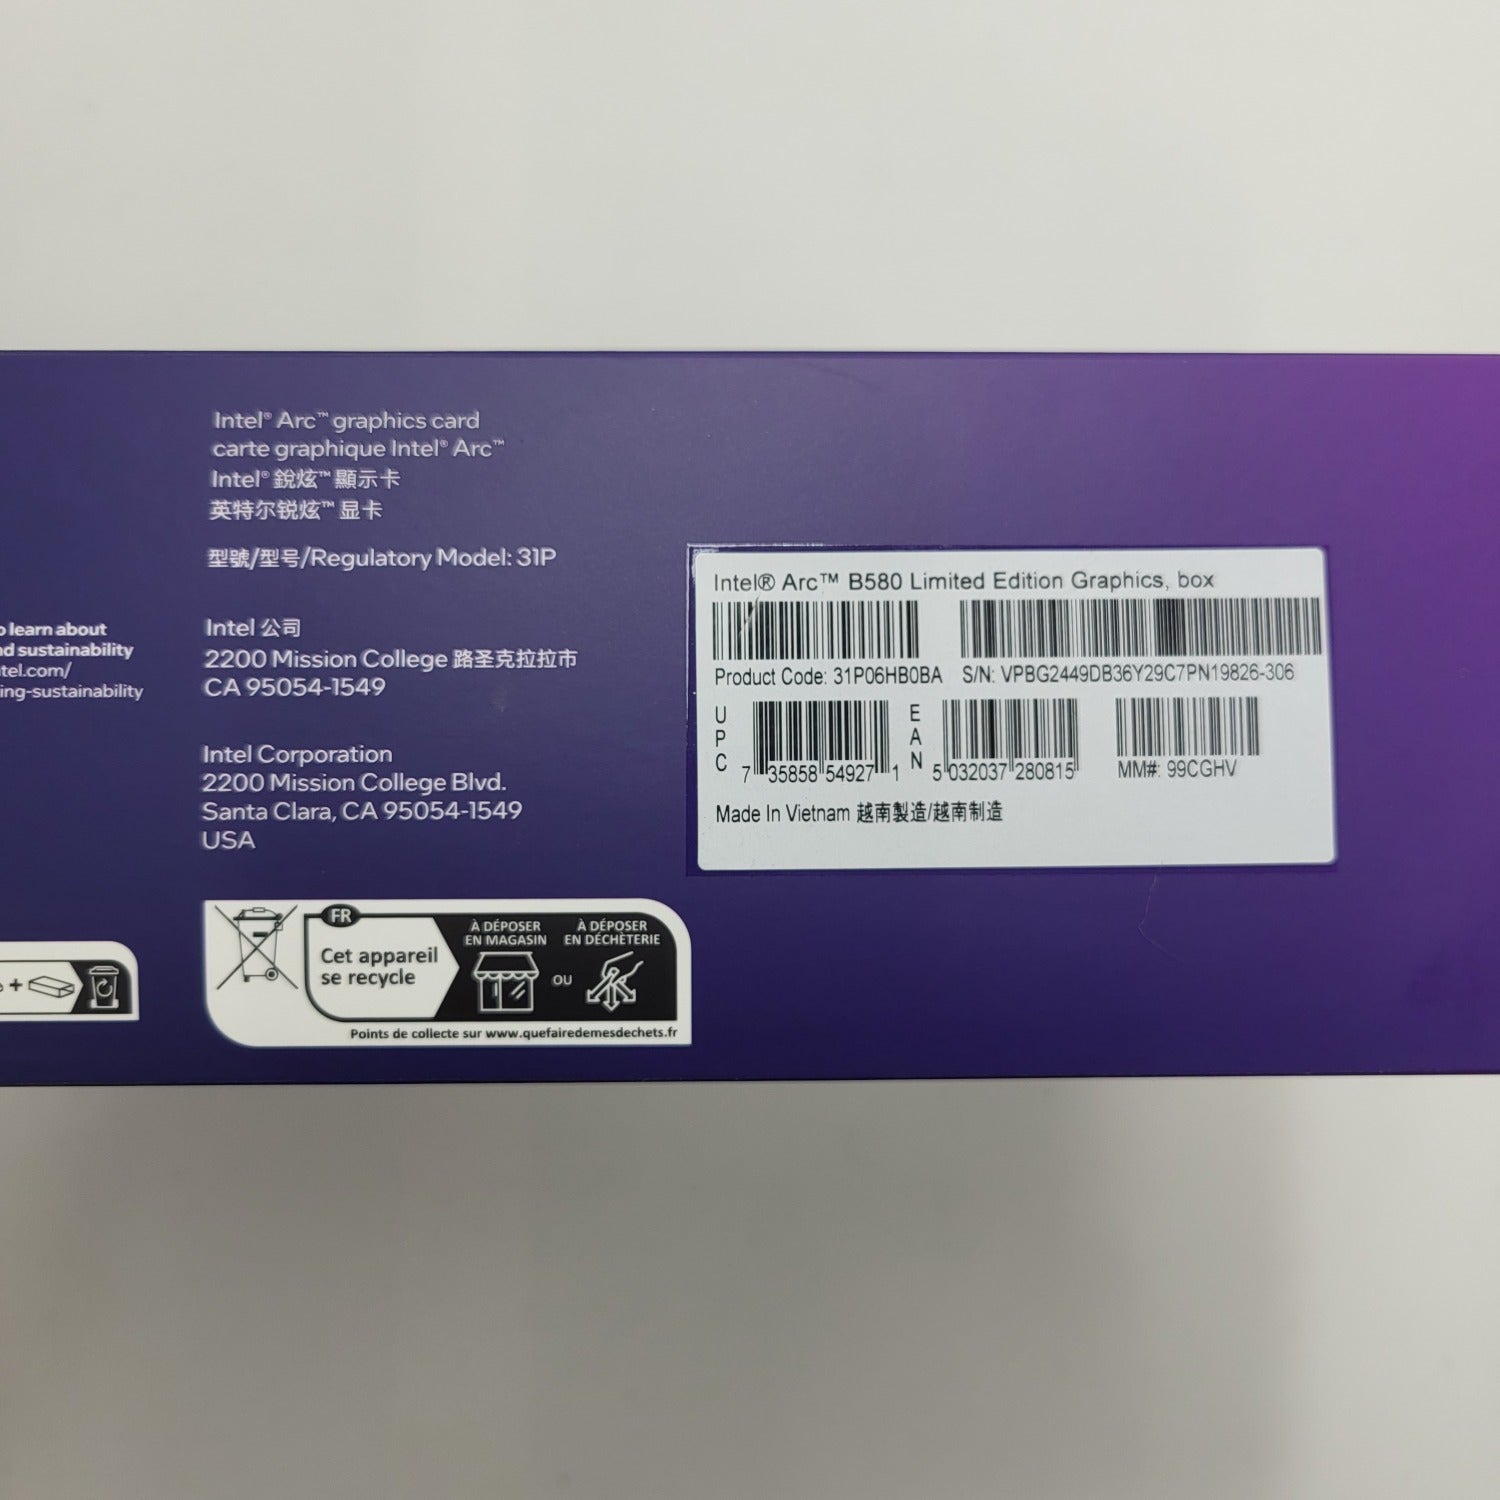 o learn about
nd sustainability
tel.com/
ing-sustainability
Intel® Arc™ graphics card
carte graphique Intel® Arc™
Intel® 銳炫™ 顯示卡
英特尔锐炫™ 显卡
型號/型号/Regulatory Model: 31P
Intel 公司
2200 Mission College 路圣克拉拉市
CA 95054-1549
Intel Corporation
2200 Mission College Blvd.
Santa Clara, CA 95054-1549
USA
FR
Cet appareil
se recycle
À DÉPOSER
EN MAGASIN
OU
À DÉPOSER
EN DÉCHÈTERIE
Points de collecte sur www.quefairedemesdechets.fr
Intel® Arc™ B580 Limited Edition Graphics, box
Product Code: 31P06HB0BA S/N: VPBG2449DB36Y29C7PN19826-306
UPC 7 35858 54927 1 EAN 5 032037 280815 MM#: 99CGHV
Made In Vietnam 越南製造/越南制造